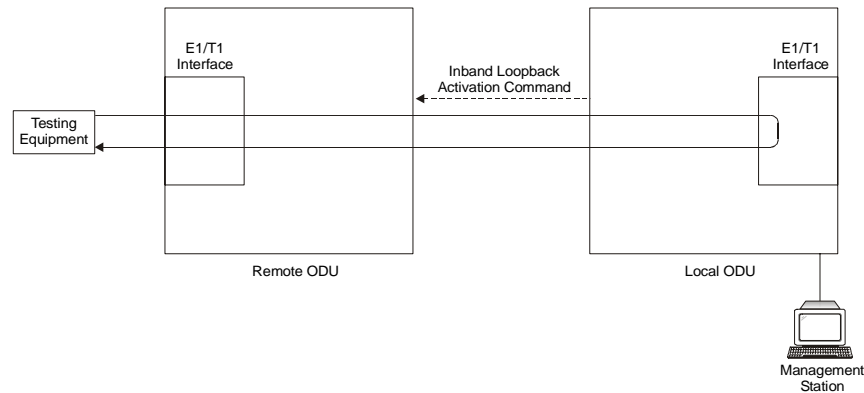 E1/T1
Interface
E1/T1
Interface
Inband Loopback
Activation Command
Testing
Equipment
Remote ODU
Local ODU
Management
Station